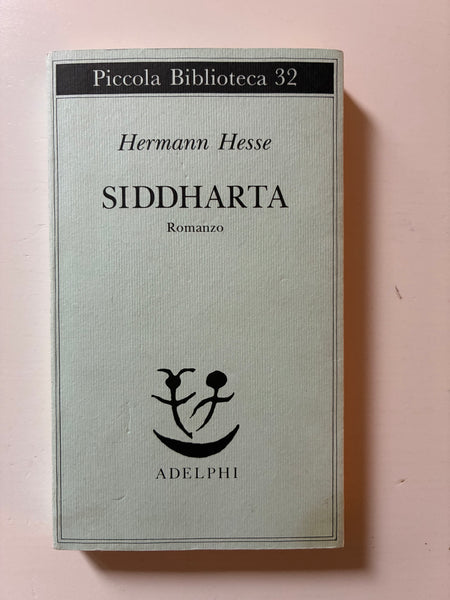 Piccola Biblioteca 32
Hermann Hesse
SIDDHARTA
Romanzo
ADELPHI